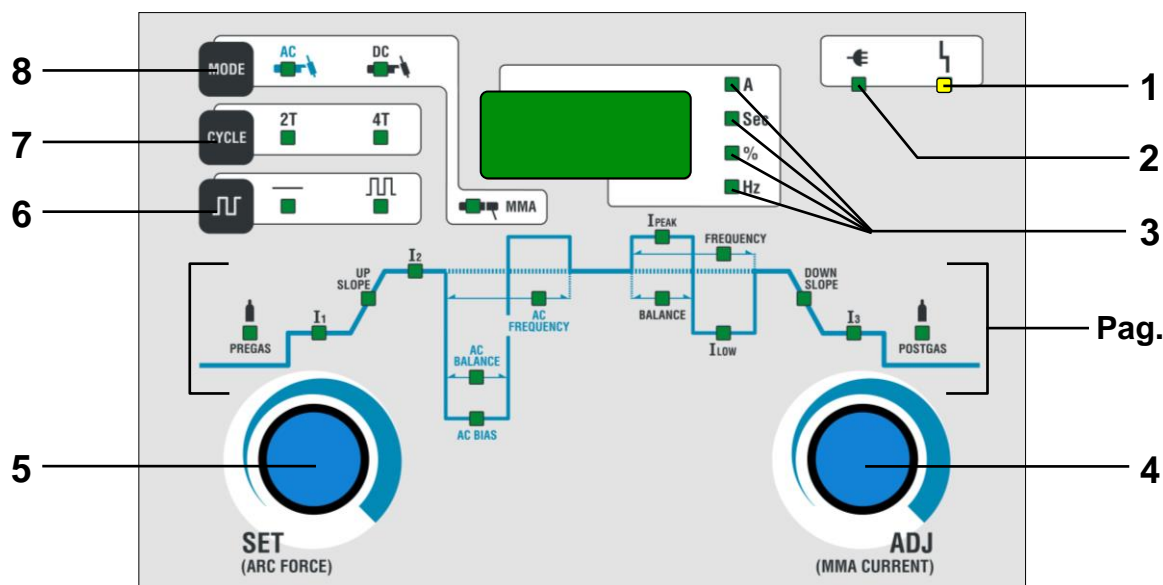 8
MODE
AC
DC
A
1
7
CYCLE
2T
4T
Sec
2
6
%
Hz
MMA
3
I2
UP
SLOPE
IPEAK
FREQUENCY
DOWN
SLOPE
PREGAS
I1
AC
FREQUENCY
BALANCE
ILOW
I3
POSTGAS
Pag.
AC
BALANCE
AC BIAS
5
4
SET
(ARC FORCE)
ADJ
(MMA CURRENT)